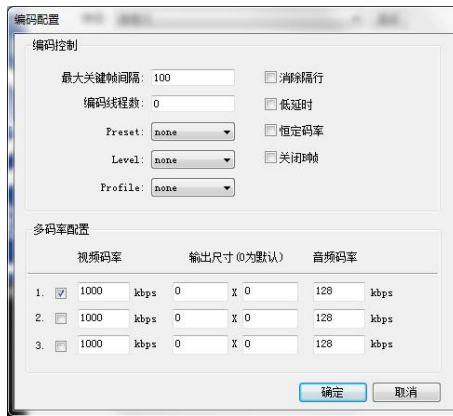 编码配置
编码控制
最大关键帧间隔: 100
消除隔行
编码线程数: 0
低延时
Preset: none
恒定码率
Level: none
关闭B帧
Profile: none
多码率配置
视频码率 输出尺寸(0为默认) 音频码率
1. 1000 kbps 0 X 0 128 kbps
2. 1000 kbps 0 X 0 128 kbps
3. 1000 kbps 0 X 0 128 kbps
确定 取消